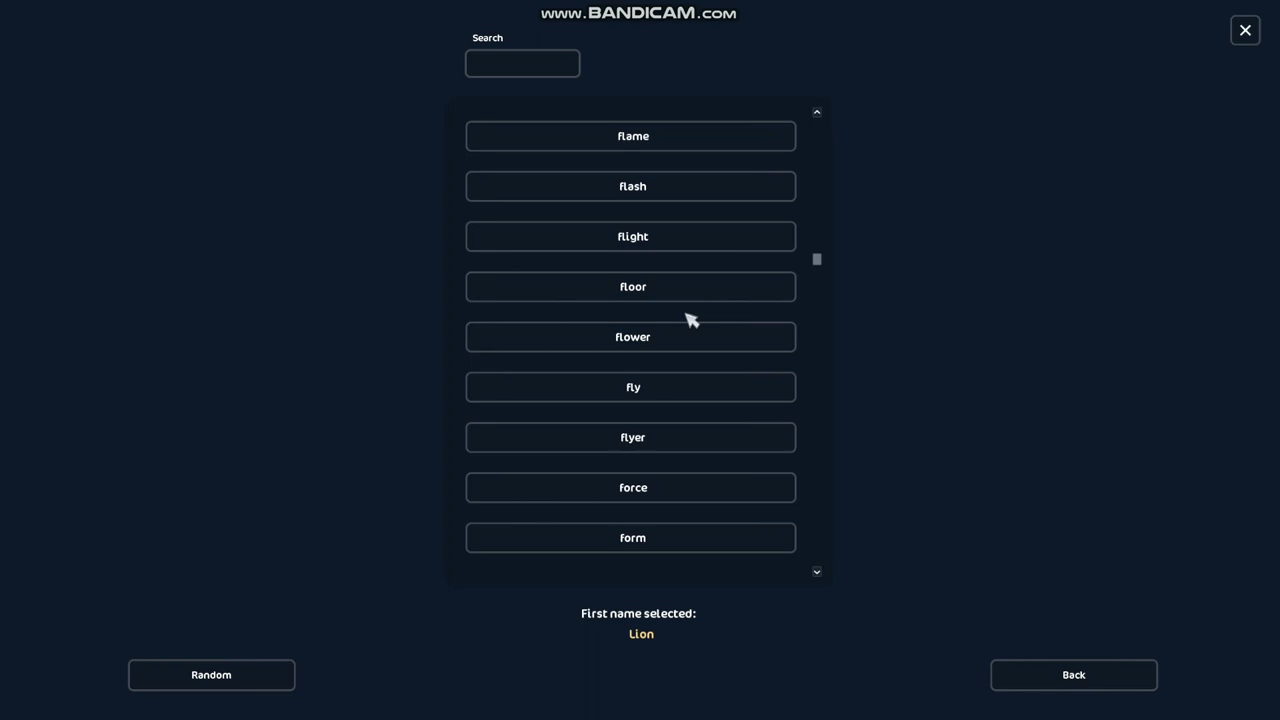 www.BANDICAM.com
Search
flame
flash
flight
floor
flower
fly
flyer
force
form
First name selected:
Lion
Random
Back